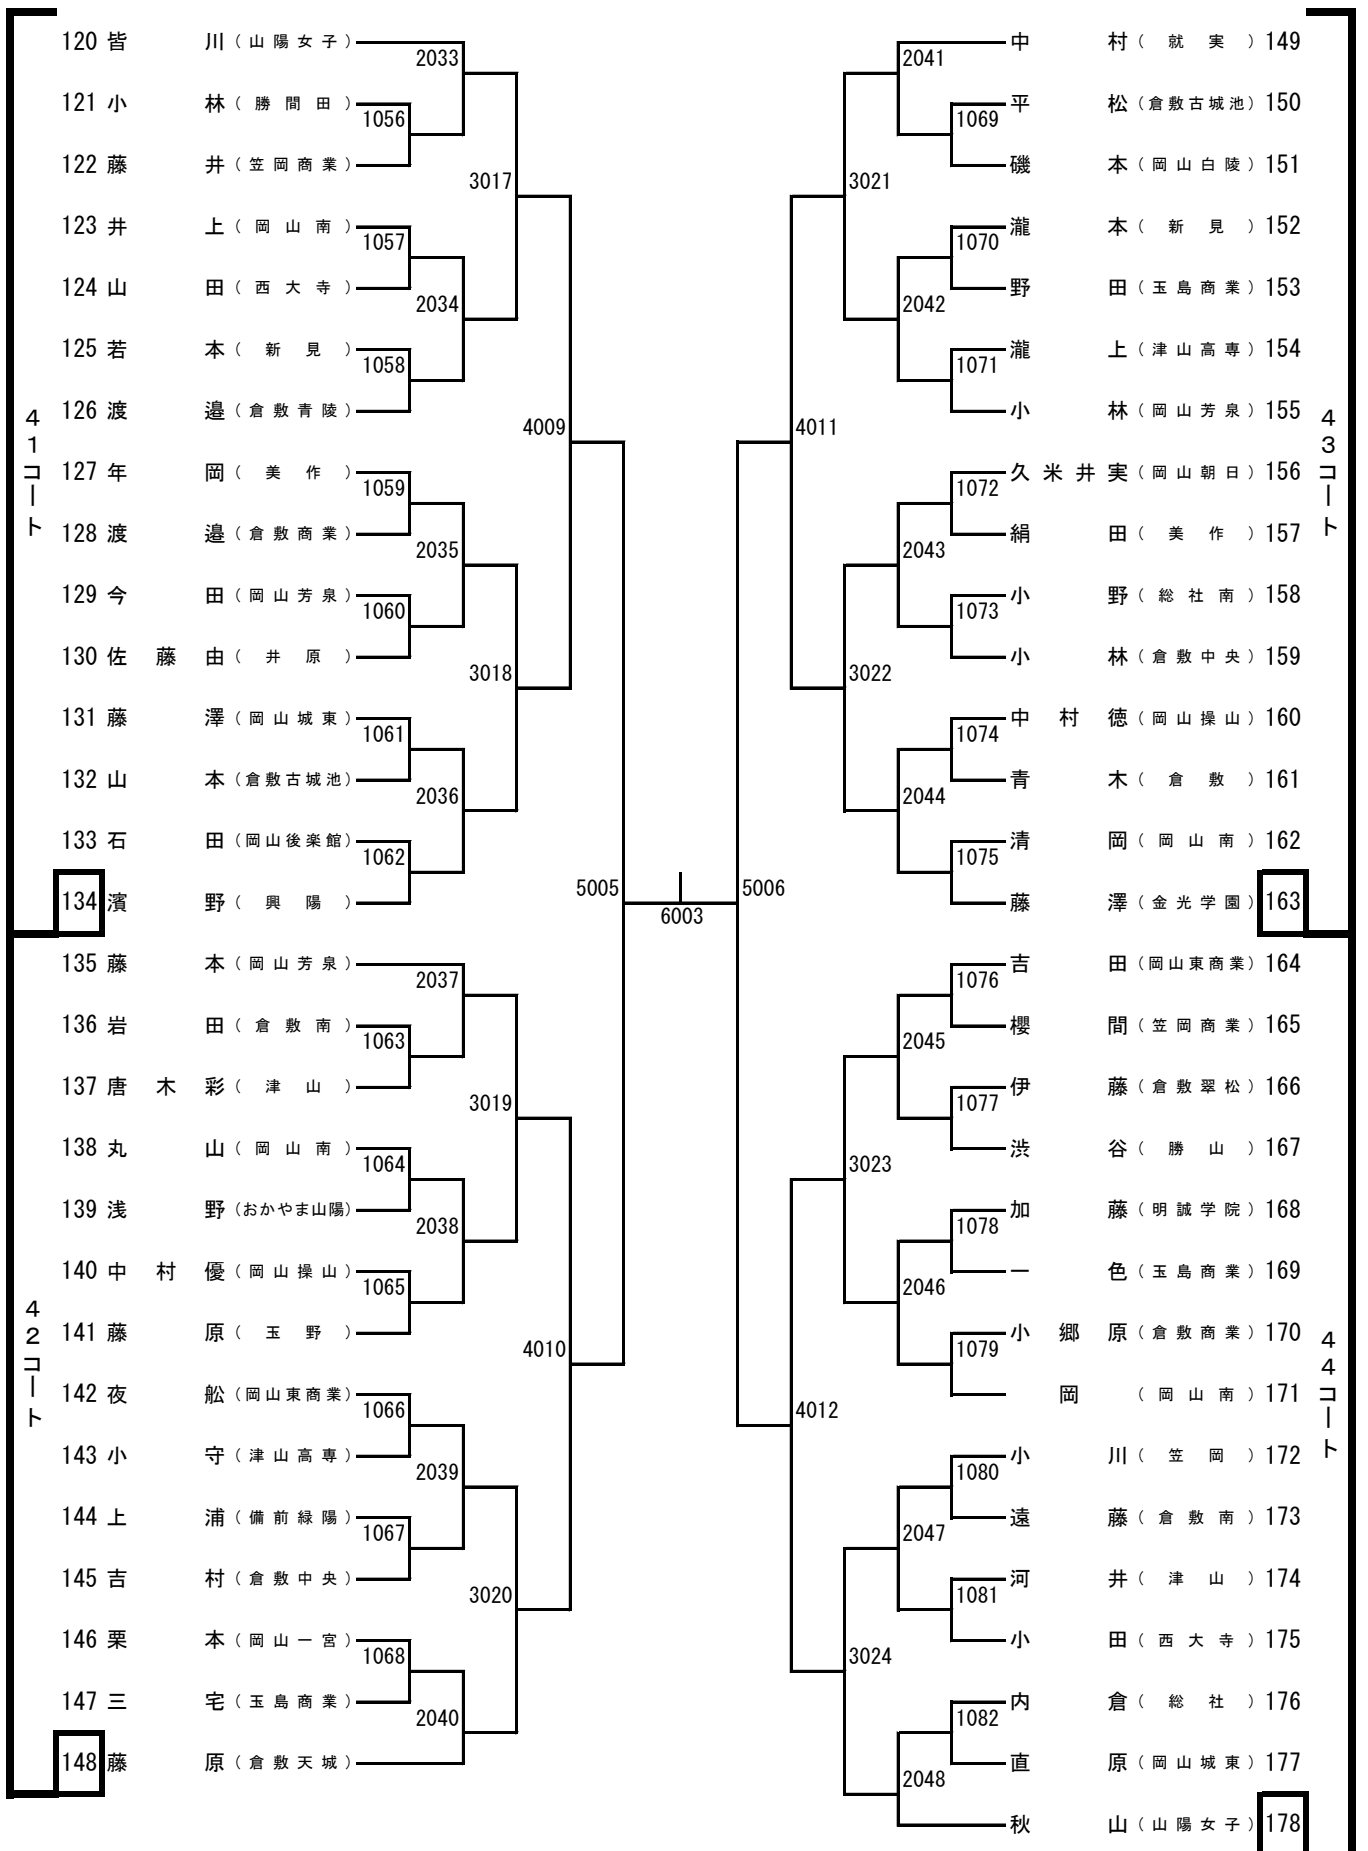 120 皆川（山陽女子）
2033
121 小林（勝間田）
1056
122 藤井（笠岡商業）
3017
123 井上（岡山南）
1057
124 山田（西大寺）
2034
125 若本（新見）
1058
126 渡邉（倉敷青陵）
41コート
4009
127 年岡（美作）
1059
128 渡邉（倉敷商業）
2035
129 今田（岡山芳泉）
1060
130 佐藤由（井原）
3018
131 藤澤（岡山城東）
1061
132 山本（倉敷古城池）
2036
133 石田（岡山後楽館）
1062
134 濱野（興陽）
5005
6003
135 藤本（岡山芳泉）
2037
136 岩田（倉敷南）
1063
137 唐木彩（津山）
3019
138 丸山（岡山南）
1064
139 浅野（おかやま山陽）
2038
140 中村優（岡山操山）
1065
141 藤原（玉野）
42コート
4010
142 夜舩（岡山東商業）
1066
143 小守（津山高専）
2039
144 上浦（備前緑陽）
1067
145 吉村（倉敷中央）
3020
146 栗本（岡山一宮）
1068
147 三宅（玉島商業）
2040
148 藤原（倉敷天城）
中村（就実）149
2041
平松（倉敷古城池）150
1069
磯本（岡山白陵）151
3021
瀧本（新見）152
1070
野田（玉島商業）153
2042
瀧上（津山高専）154
1071
小林（岡山芳泉）155
4011
43コート
久米井実（岡山朝日）156
1072
絹田（美作）157
2043
小野（総社南）158
1073
小林（倉敷中央）159
3022
中村徳（岡山操山）160
1074
青木（倉敷）161
2044
清岡（岡山南）162
1075
藤澤（金光学園）163
5006
吉田（岡山東商業）164
1076
櫻間（笠岡商業）165
2045
伊藤（倉敷翠松）166
1077
渋谷（勝山）167
3023
加藤（明誠学院）168
1078
一色（玉島商業）169
2046
小郷原（倉敷商業）170
1079
岡（岡山南）171
4012
44コート
小川（笠岡）172
1080
遠藤（倉敷南）173
2047
河井（津山）174
1081
小田（西大寺）175
3024
内倉（総社）176
1082
直原（岡山城東）177
2048
秋山（山陽女子）178